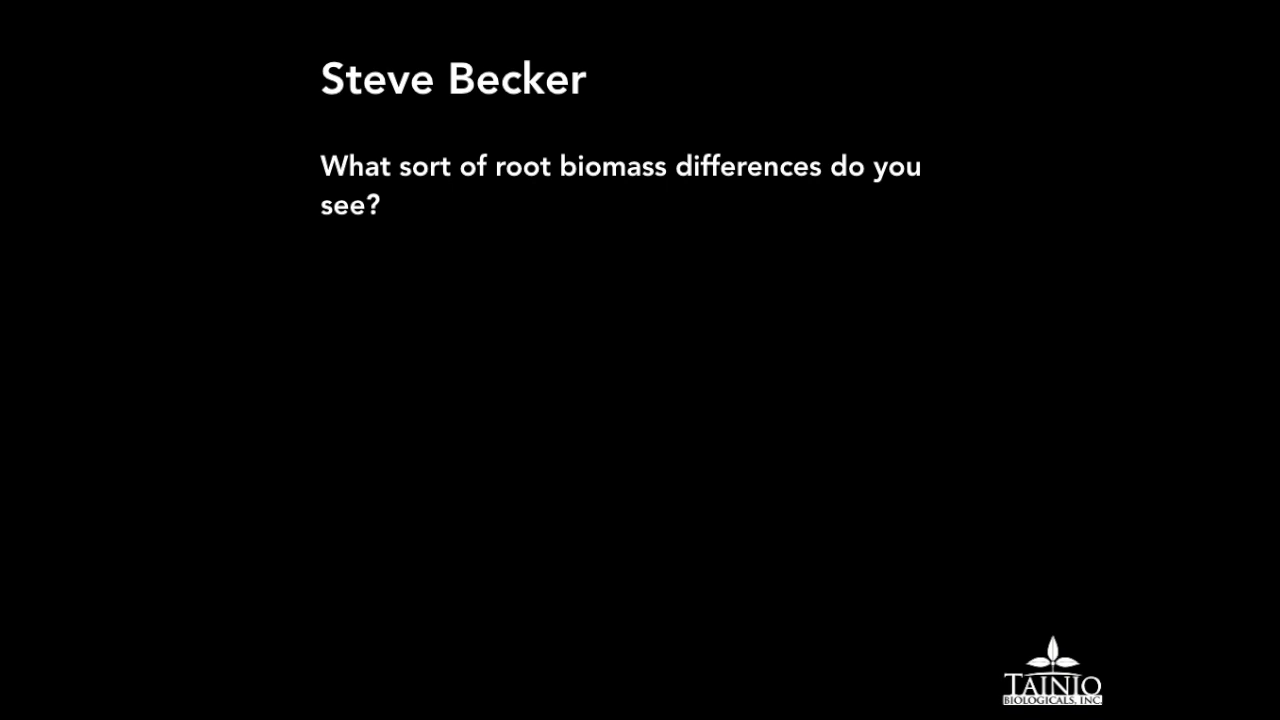 Steve Becker
What sort of root biomass differences do you
see?
TAINIO
BIOLOGICALS, INC.